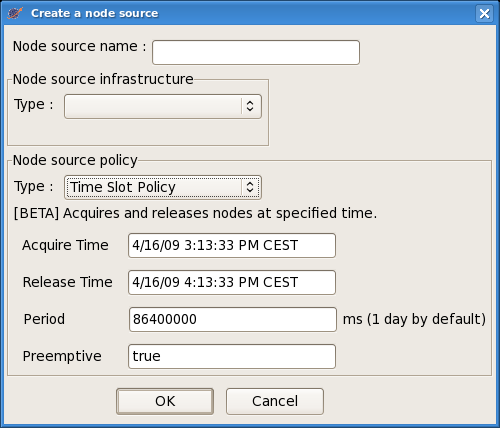 Create a node source
Node source name :
Node source infrastructure
Type :
Node source policy
Type : Time Slot Policy
[BETA] Acquires and releases nodes at specified time.
Acquire Time 4/16/09 3:13:33 PM CEST
Release Time 4/16/09 4:13:33 PM CEST
Period 86400000 ms (1 day by default)
Preemptive true
OK Cancel